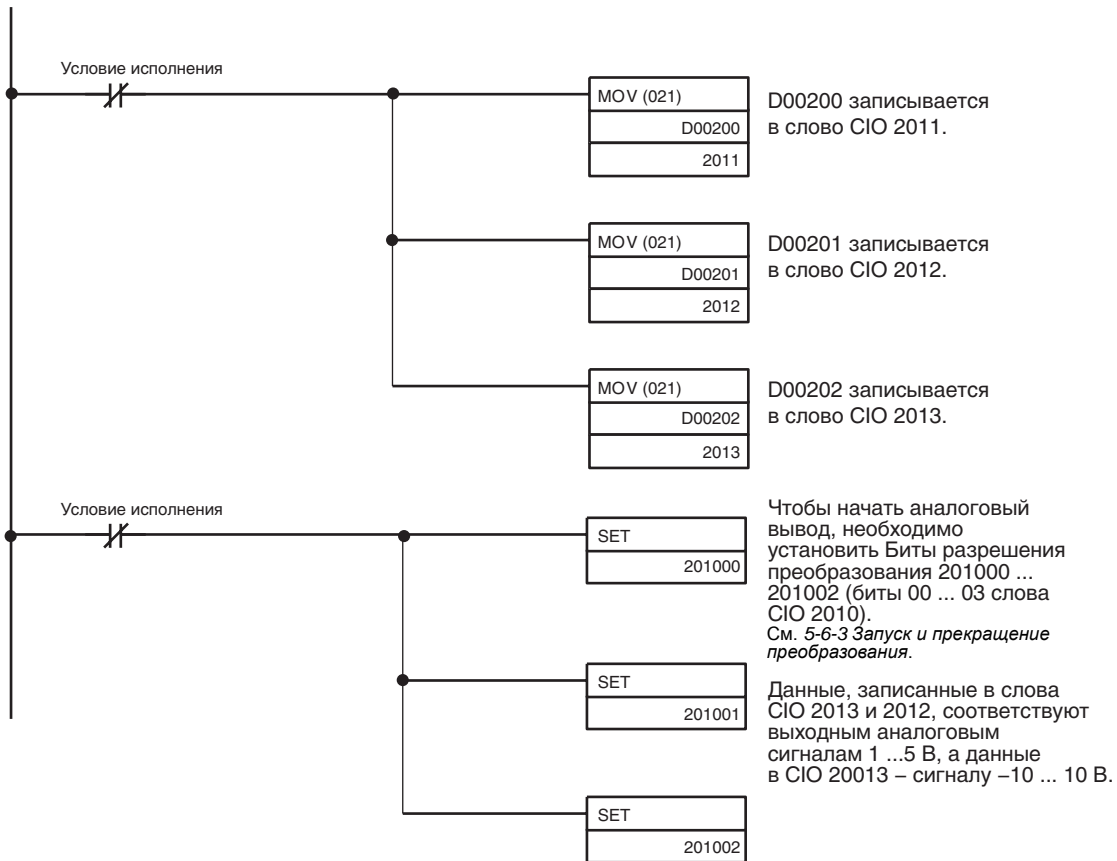 Условие исполнения
MOV (021)
D00200
2011
D00200 записывается
в слово CIO 2011.
MOV (021)
D00201
2012
D00201 записывается
в слово CIO 2012.
MOV (021)
D00202
2013
D00202 записывается
в слово CIO 2013.
Условие исполнения
SET
201000
Чтобы начать аналоговый
вывод, необходимо
установить Биты разрешения
преобразования 201000 ...
201002 (биты 00 ... 03 слова
CIO 2010).
См. 5-6-3 Запуск и прекращение
преобразования.
SET
201001
Данные, записанные в слова
CIO 2013 и 2012, соответствуют
выходным аналоговым
сигналам 1 ...5 В, а данные
в CIO 20013 – сигналу –10 ... 10 В.
SET
201002